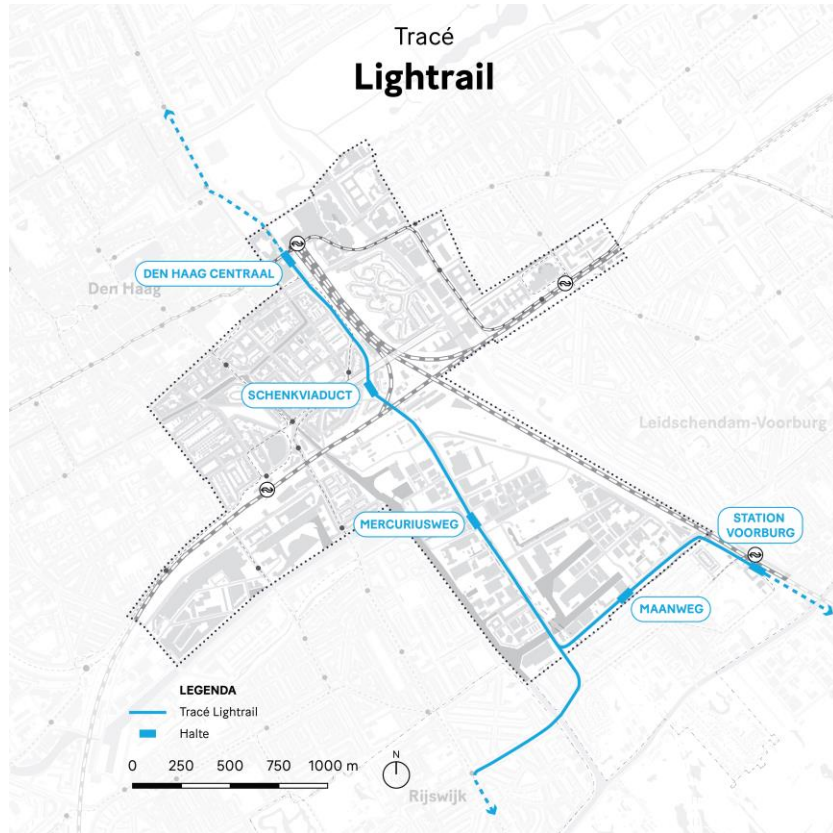 Tracé
Lightrail
DEN HAAG CENTRAAL
Den Haag
SCHENKVIADUCT
Leidschendam-Voorburg
MERCURIUSWEG
STATION
VOORBURG
MAANWEG
LEGENDA
Tracé Lightrail
Halte
0 250 500 750 1000 m
N
Rijswijk